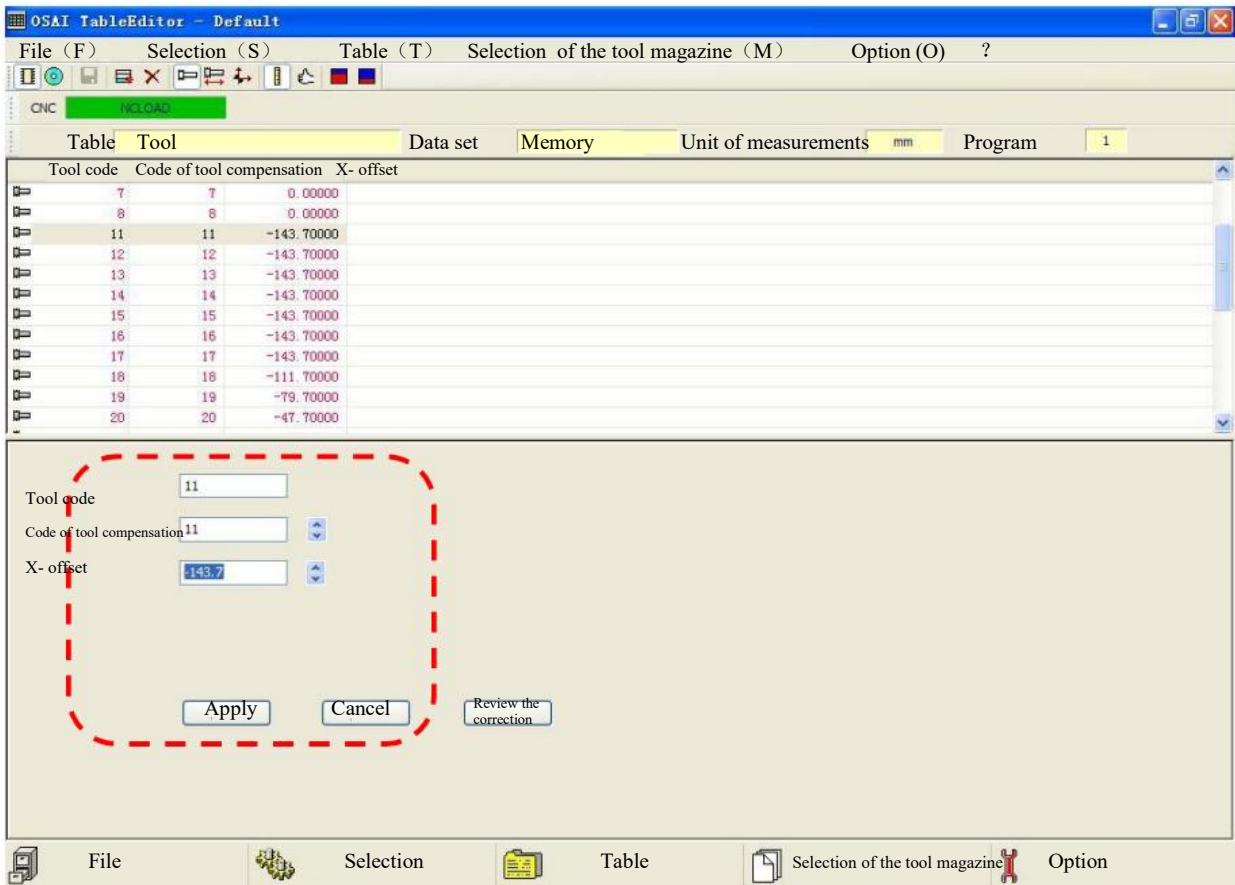 OSAI TableEditor - Default
File（F） Selection（S） Table（T） Selection of the tool magazine（M） Option (O) ?
CNC NCLOAD
Table Tool Data set Memory Unit of measurements mm Program 1
Tool code Code of tool compensation X- offset
7 7 0.00000
8 8 0.00000
11 11 -143.70000
12 12 -143.70000
13 13 -143.70000
14 14 -143.70000
15 15 -143.70000
16 16 -143.70000
17 17 -143.70000
18 18 -111.70000
19 19 -79.70000
20 20 -47.70000
Tool code 11
Code of tool compensation 11
X- offset -143.7
Apply Cancel Review the
correction
File Selection Table Selection of the tool magazine Option